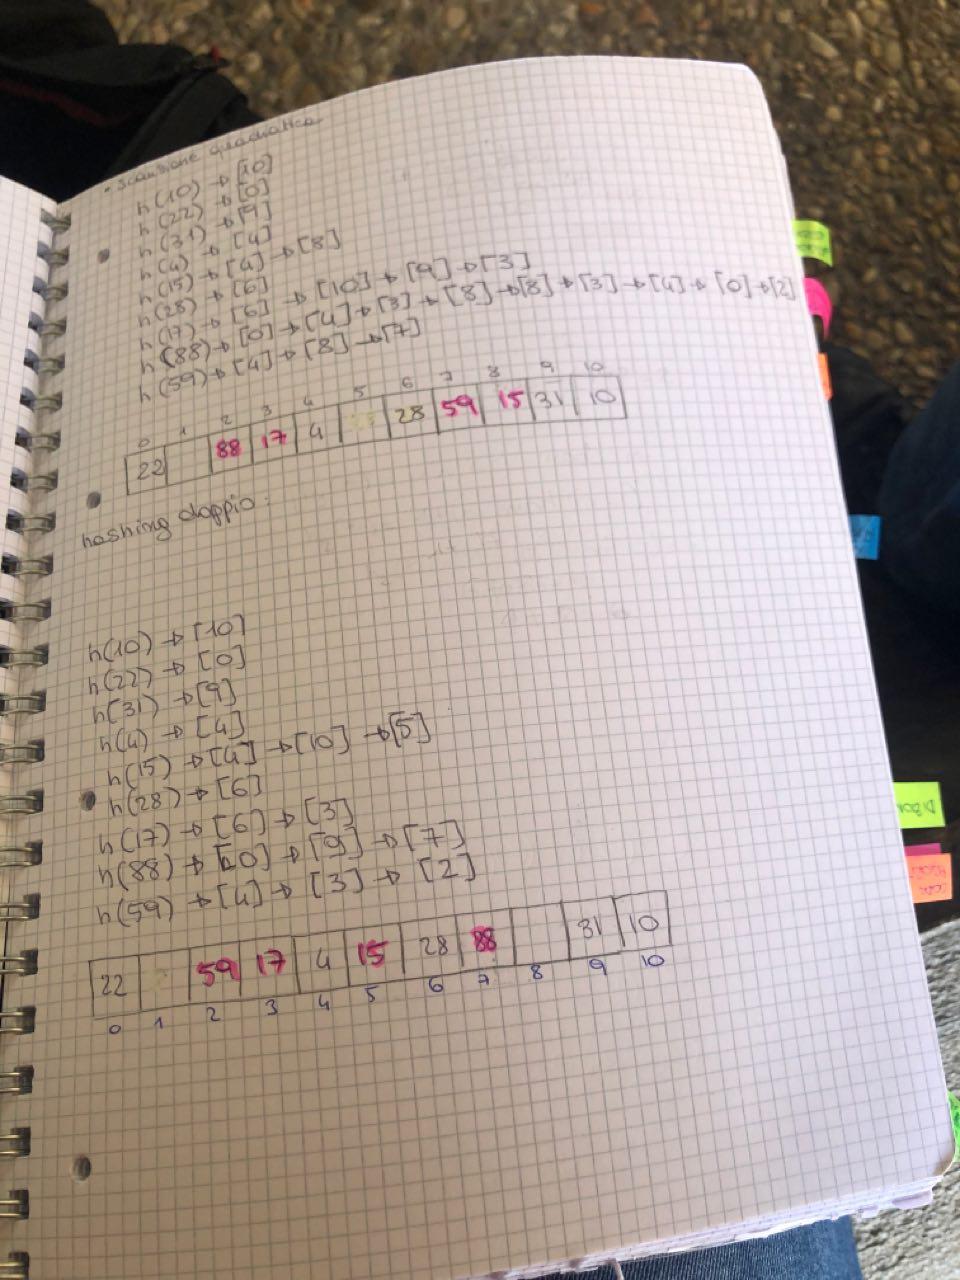 • scansione quadratica
h(10) → [10]
h(22) → [0]
h(31) → [9]
h(4) → [4]
h(15) → [4] → [8]
h(28) → [6]
h(17) → [6] → [10] → [9] → [3]
h(88) → [0] → [4] → [3] → [8] → [8] → [3] → [4] → [0] → [2]
h(59) → [4] → [8] → [7]
0 1 2 3 4 5 6 7 8 9 10
22 88 17 4 28 59 15 31 10
hashing doppio:
h(10) → [10]
h(22) → [0]
h(31) → [9]
h(4) → [4]
h(15) → [4] → [10] → [5]
h(28) → [6]
h(17) → [6] → [3]
h(88) → [0] → [9] → [7]
h(59) → [4] → [3] → [2]
22 59 17 4 15 28 88 31 10
0 1 2 3 4 5 6 7 8 9 10